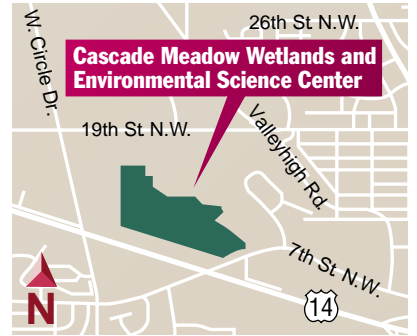 26th St. N.W.
W. Circle Dr.
Cascade Meadow Wetlands and
Environmental Science Center
19th St. N.W.
Valleyhigh Rd.
7th St. N.W.
14
N